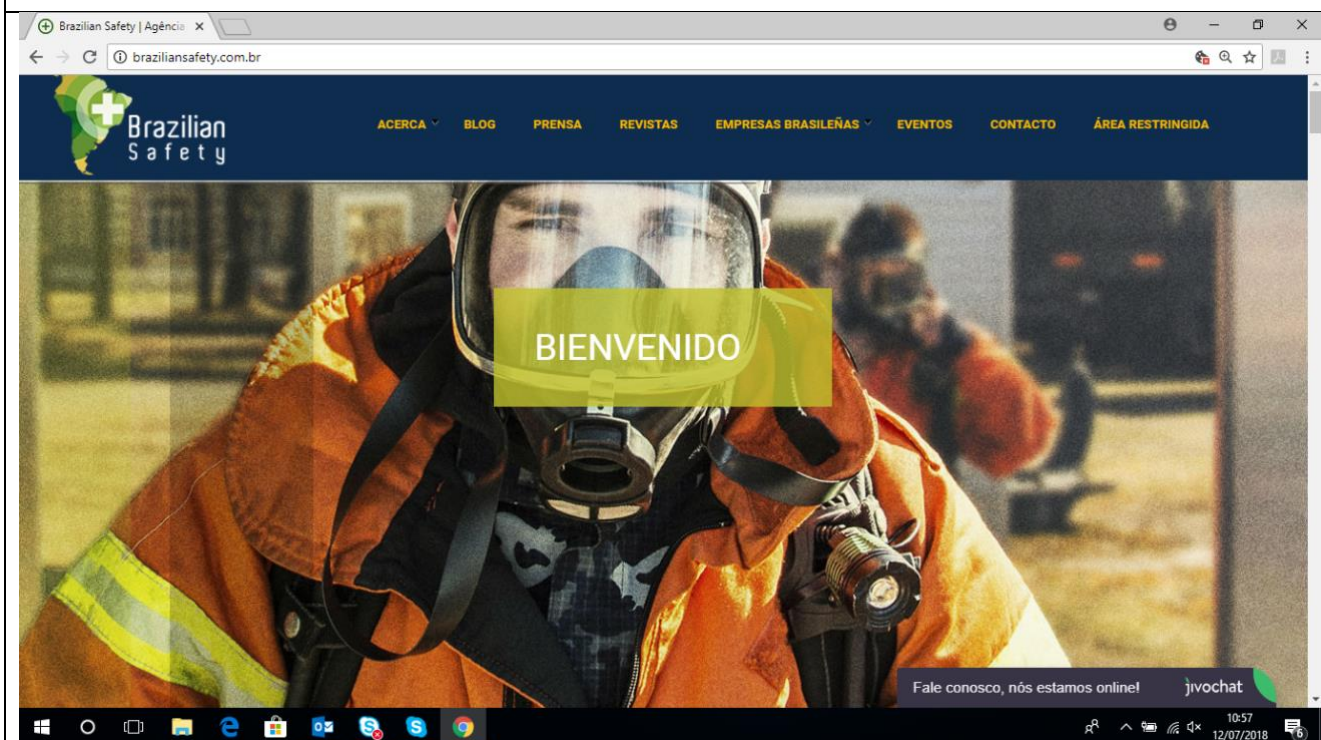 Brazilian Safety | Agência
braziliansafety.com.br
Brazilian
Safety
ACERCA BLOG PRENSA REVISTAS EMPRESAS BRASILEÑAS EVENTOS CONTACTO ÁREA RESTRINGIDA
BIENVENIDO
Fale conosco, nós estamos online! jivochat
10:57
12/07/2018
6